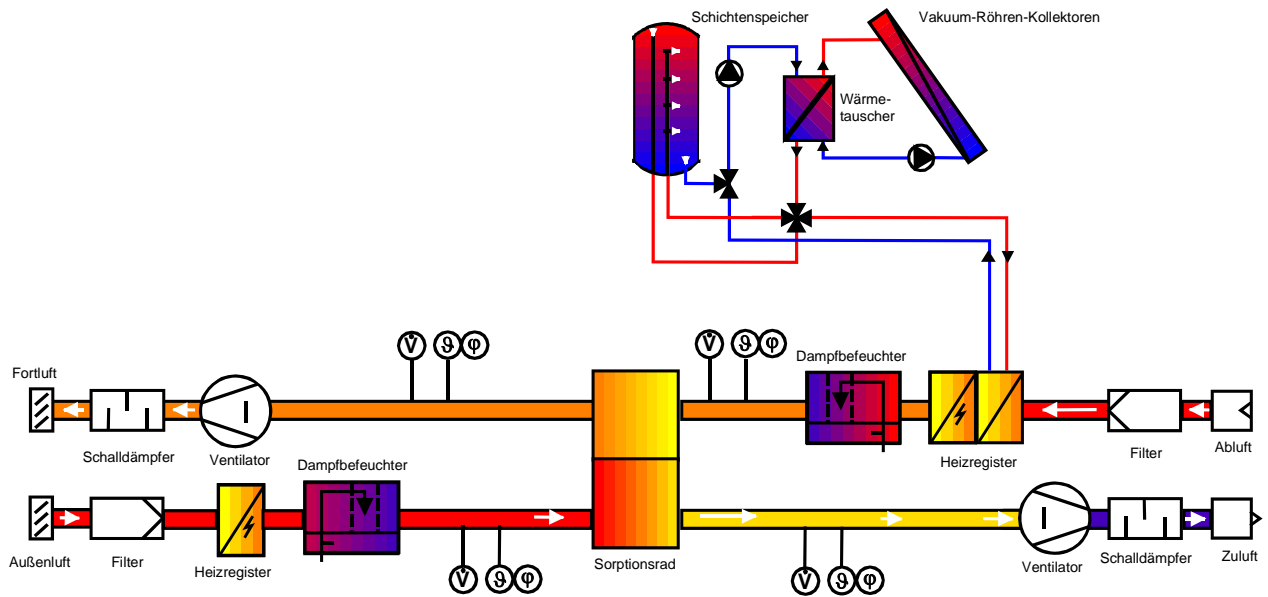 Schichtenspeicher
Vakuum-Röhren-Kollektoren
Wärme-
tauscher
V̇ ϑ φ
V̇ ϑ φ
Dampfbefeuchter
Fortluft
Schalldämpfer
Ventilator
Heizregister
Filter
Abluft
Dampfbefeuchter
Außenluft
Filter
Heizregister
V̇ ϑ φ
Sorptionsrad
V̇ ϑ φ
Ventilator
Schalldämpfer
Zuluft